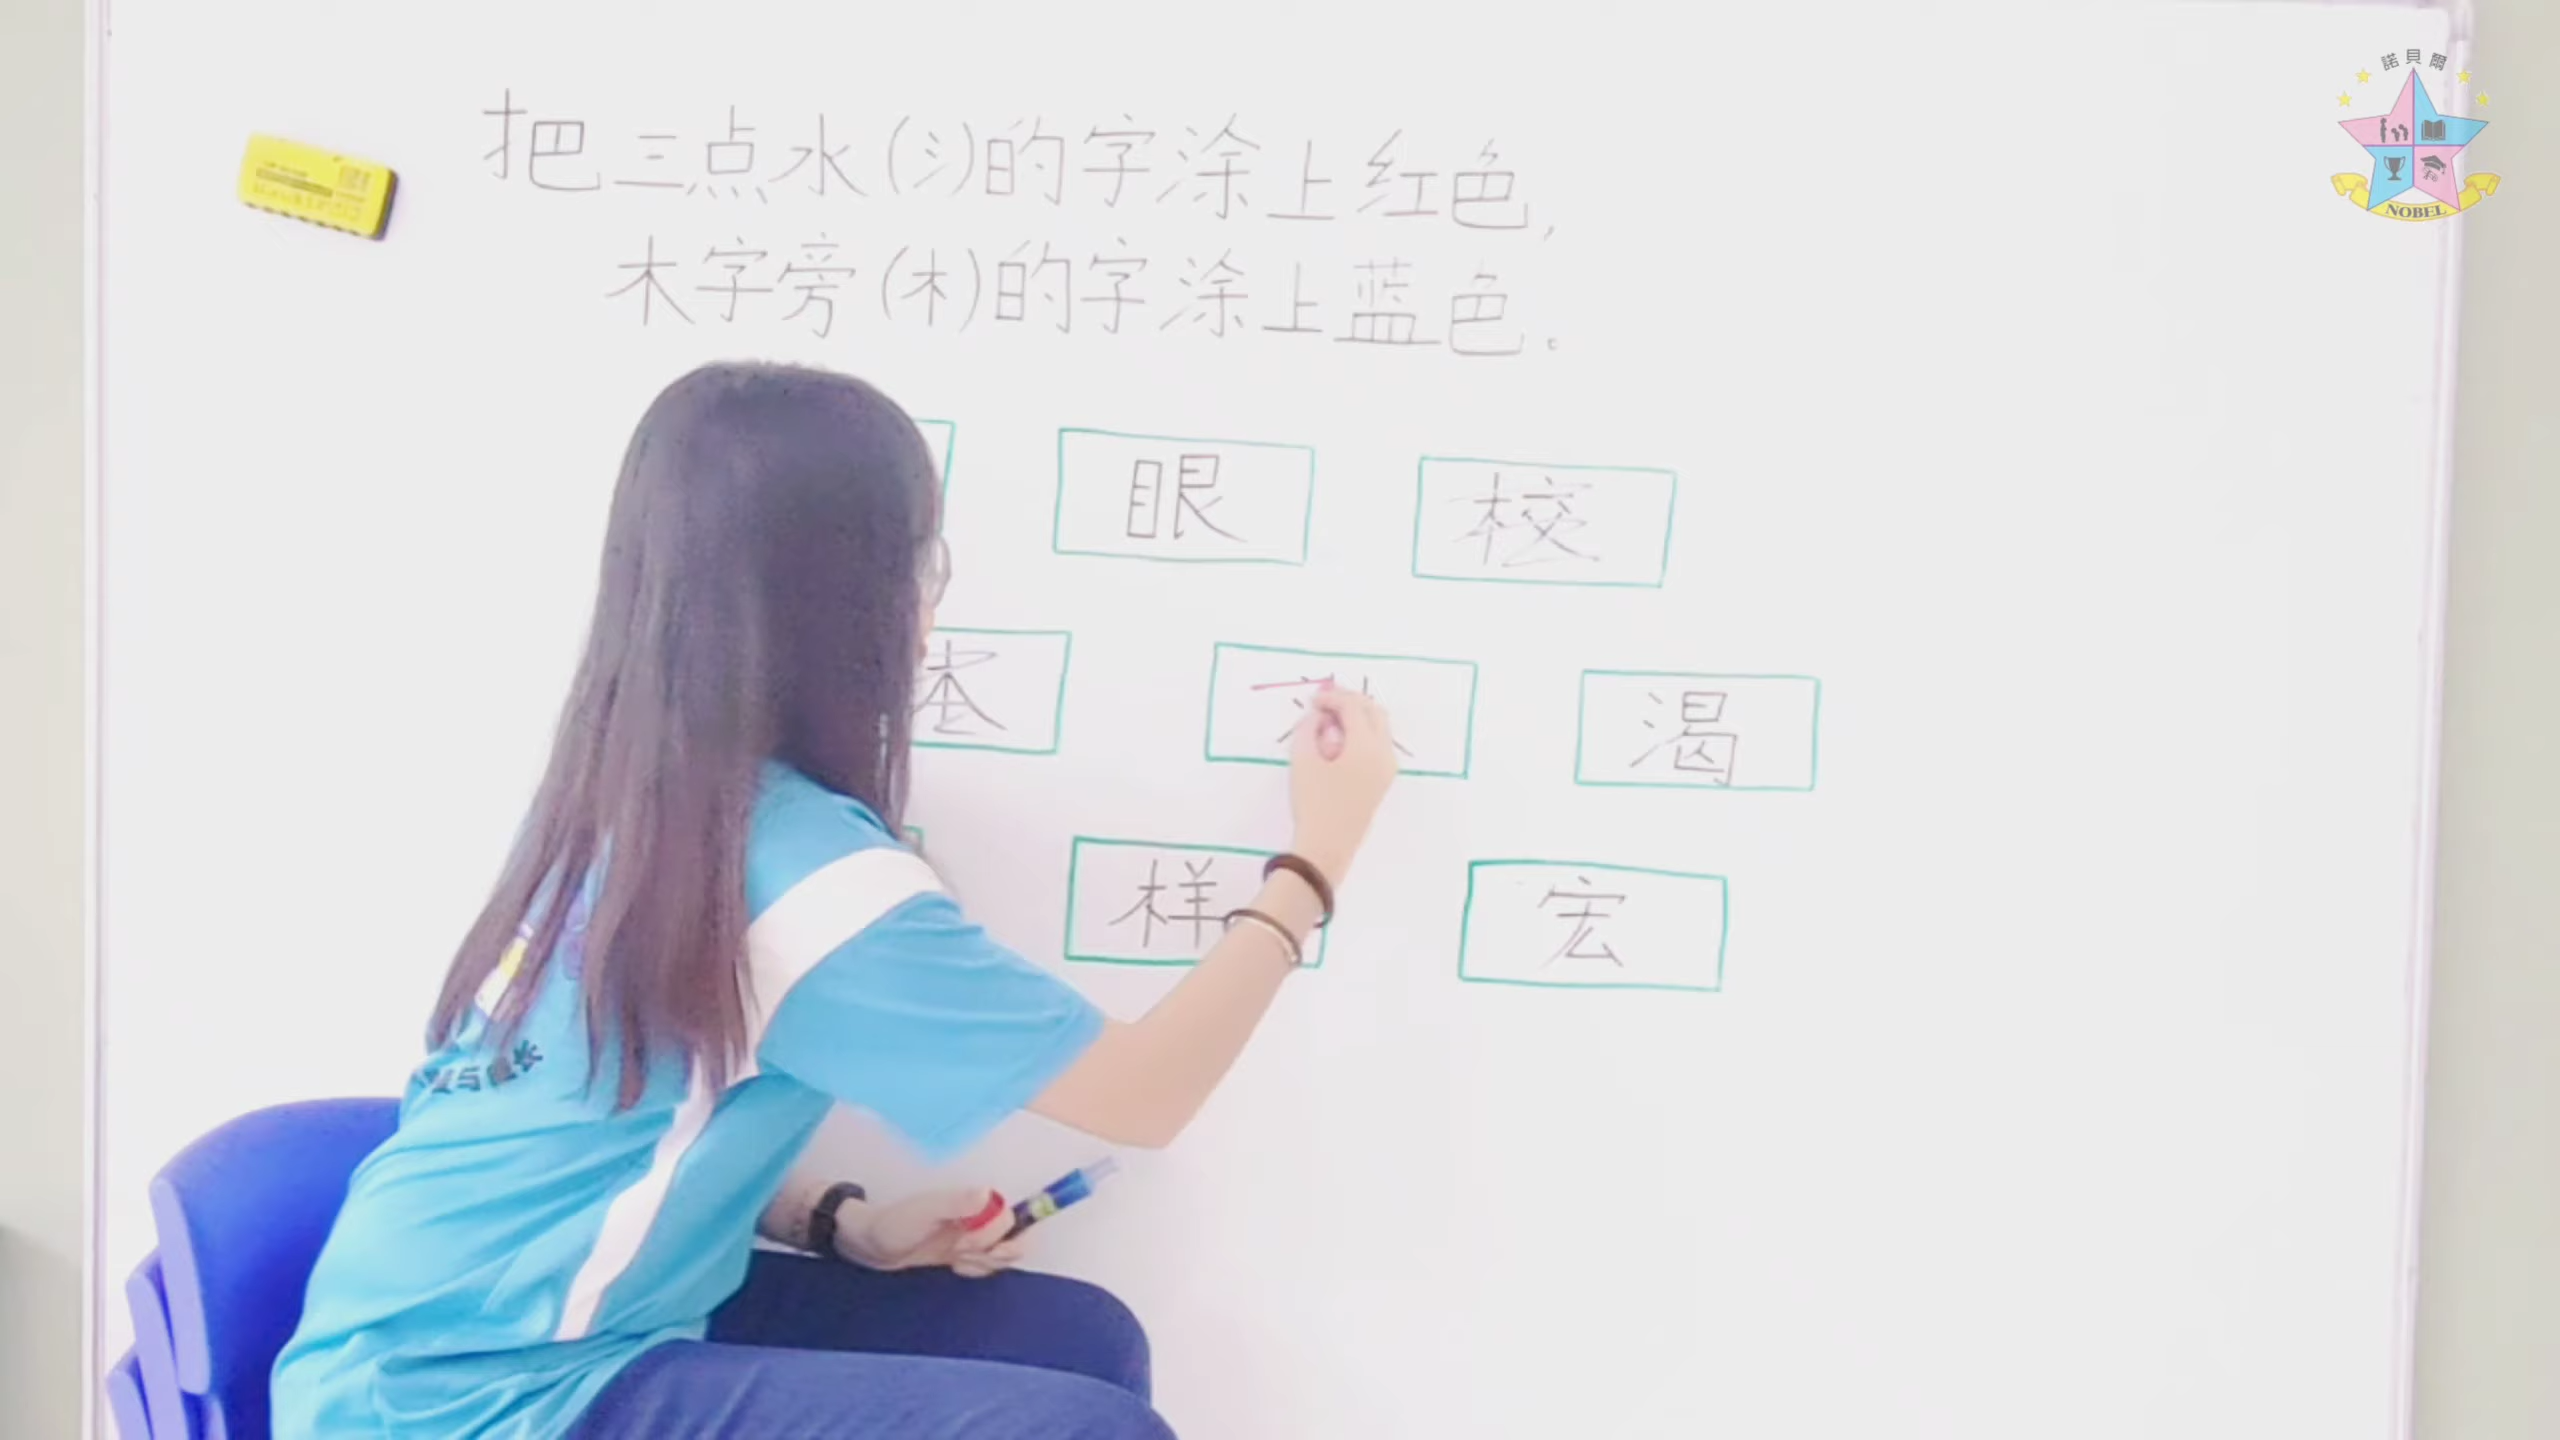 諾貝爾
NOBEL
把三点水(氵)的字涂上红色,
木字旁(木)的字涂上蓝色。
眼 校
渴
样 宏
长